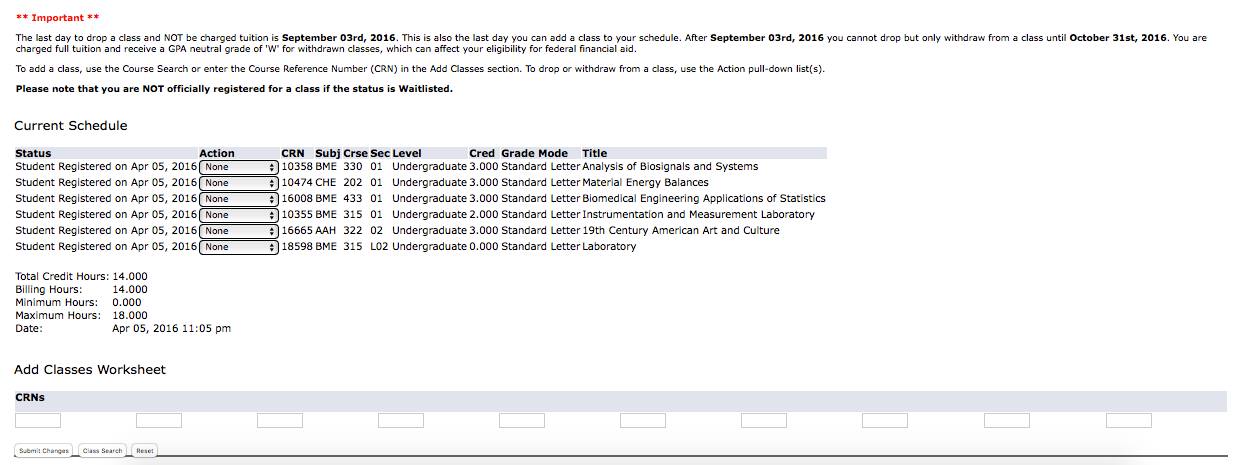 ** Important **
The last day to drop a class and NOT be charged tuition is September 03rd, 2016. This is also the last day you can add a class to your schedule. After September 03rd, 2016 you cannot drop but only withdraw from a class until October 31st, 2016. You are
charged full tuition and receive a GPA neutral grade of 'W' for withdrawn classes, which can affect your eligibility for federal financial aid.
To add a class, use the Course Search or enter the Course Reference Number (CRN) in the Add Classes section. To drop or withdraw from a class, use the Action pull-down list(s).
Please note that you are NOT officially registered for a class if the status is Waitlisted.
Current Schedule
Status Action CRN Subj Crse Sec Level Cred Grade Mode Title
Student Registered on Apr 05, 2016 None 10358 BME 330 01 Undergraduate 3.000 Standard Letter Analysis of Biosignals and Systems
Student Registered on Apr 05, 2016 None 10474 CHE 202 01 Undergraduate 3.000 Standard Letter Material Energy Balances
Student Registered on Apr 05, 2016 None 16008 BME 433 01 Undergraduate 3.000 Standard Letter Biomedical Engineering Applications of Statistics
Student Registered on Apr 05, 2016 None 10355 BME 315 01 Undergraduate 2.000 Standard Letter Instrumentation and Measurement Laboratory
Student Registered on Apr 05, 2016 None 16665 AAH 322 02 Undergraduate 3.000 Standard Letter 19th Century American Art and Culture
Student Registered on Apr 05, 2016 None 18598 BME 315 L02 Undergraduate 0.000 Standard Letter Laboratory
Total Credit Hours: 14.000
Billing Hours: 14.000
Minimum Hours: 0.000
Maximum Hours: 18.000
Date: Apr 05, 2016 11:05 pm
Add Classes Worksheet
CRNs
Submit Changes Class Search Reset